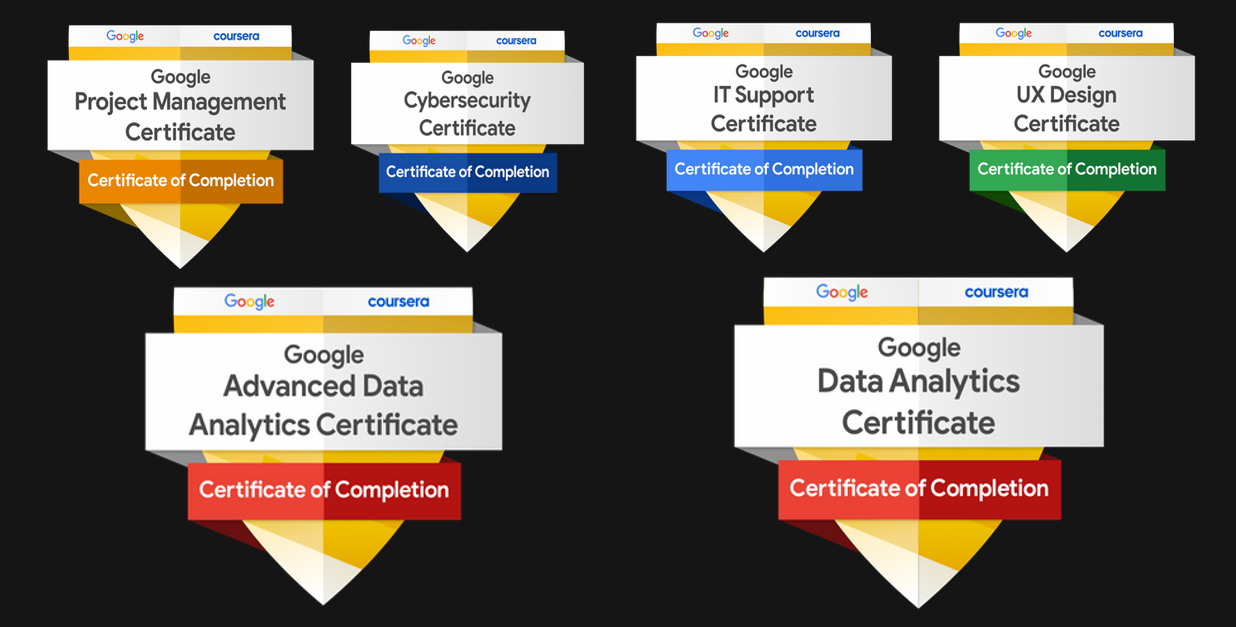 Google coursera
Google
Project Management
Certificate
Certificate of Completion
Google coursera
Google
Cybersecurity
Certificate
Certificate of Completion
Google coursera
Google
IT Support
Certificate
Certificate of Completion
Google coursera
Google
UX Design
Certificate
Certificate of Completion
Google coursera
Google
Advanced Data
Analytics Certificate
Certificate of Completion
Google coursera
Google
Data Analytics
Certificate
Certificate of Completion